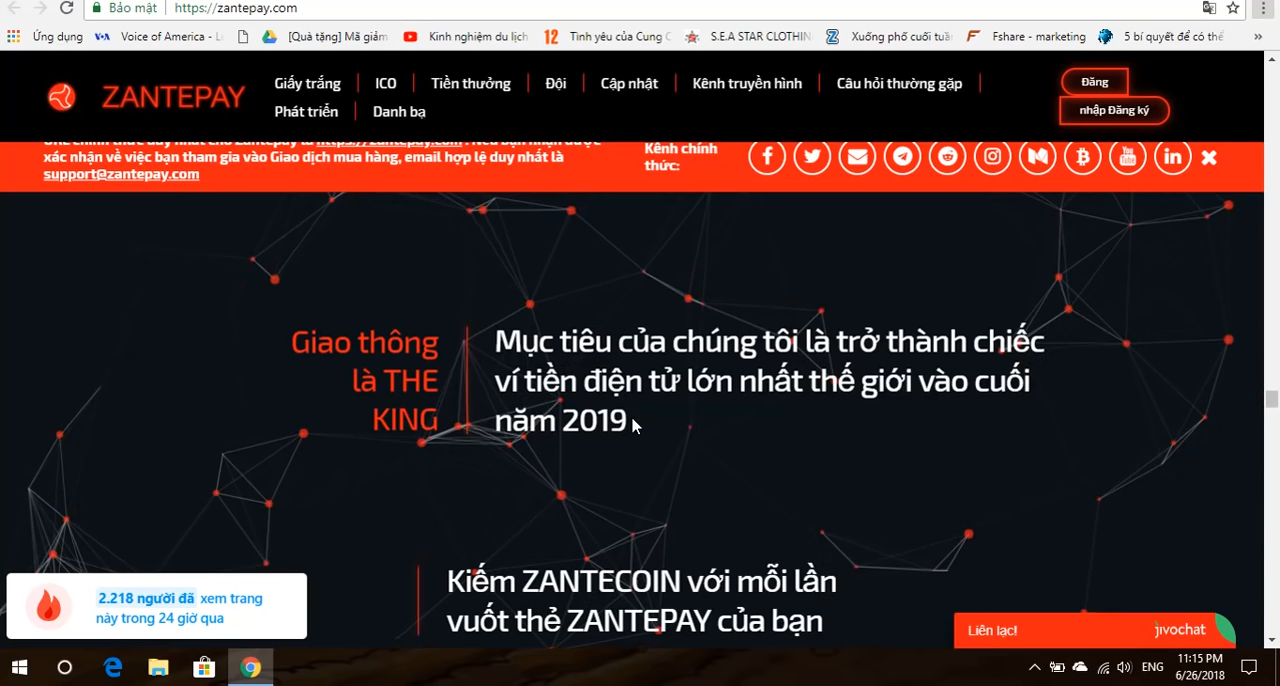 Bảo mật https://zantepay.com
Ứng dụng Voice of America - L [Quà tặng] Mã giảm Kinh nghiệm du lịch 12 Tình yêu của Cung S.E.A STAR CLOTHIN Xuống phố cuối tuần Fshare - marketing 5 bí quyết để có thể »
ZANTEPAY
Giấy trắng ICO Tiền thưởng Đội Cập nhật Kênh truyền hình Câu hỏi thường gặp
Phát triển Danh bạ
Đăng
nhập Đăng ký
xác nhận về việc bạn tham gia vào Giao dịch mua hàng, email hợp lệ duy nhất là
support@zantepay.com
Kênh chính
thức:
You
Tube
in
Giao thông
là THE
KING
Mục tiêu của chúng tôi là trở thành chiếc
ví tiền điện tử lớn nhất thế giới vào cuối
năm 2019
Kiếm ZANTECOIN với mỗi lần
vuốt thẻ ZANTEPAY của bạn
2.218 người đã xem trang
này trong 24 giờ qua
Liên lạc! jivochat
ENG
11:15 PM
6/26/2018